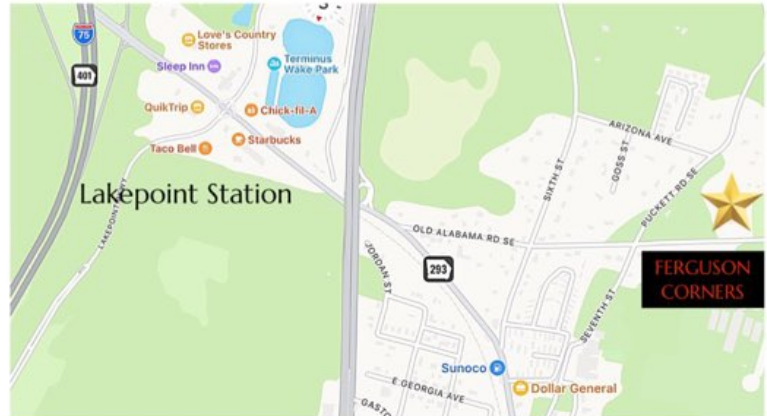 75
401
Love's Country
Stores
Sleep Inn
Terminus
Wake Park
QuikTrip
Chick-fil-A
Starbucks
Taco Bell
Lakepoint Station
ARIZONA AVE
GOSS ST
SIXTH ST
PUCKETT RD SE
OLD ALABAMA RD SE
JORDAN ST
293
FERGUSON
CORNERS
SEVENTH ST
Sunoco
Dollar General
E GEORGIA AVE